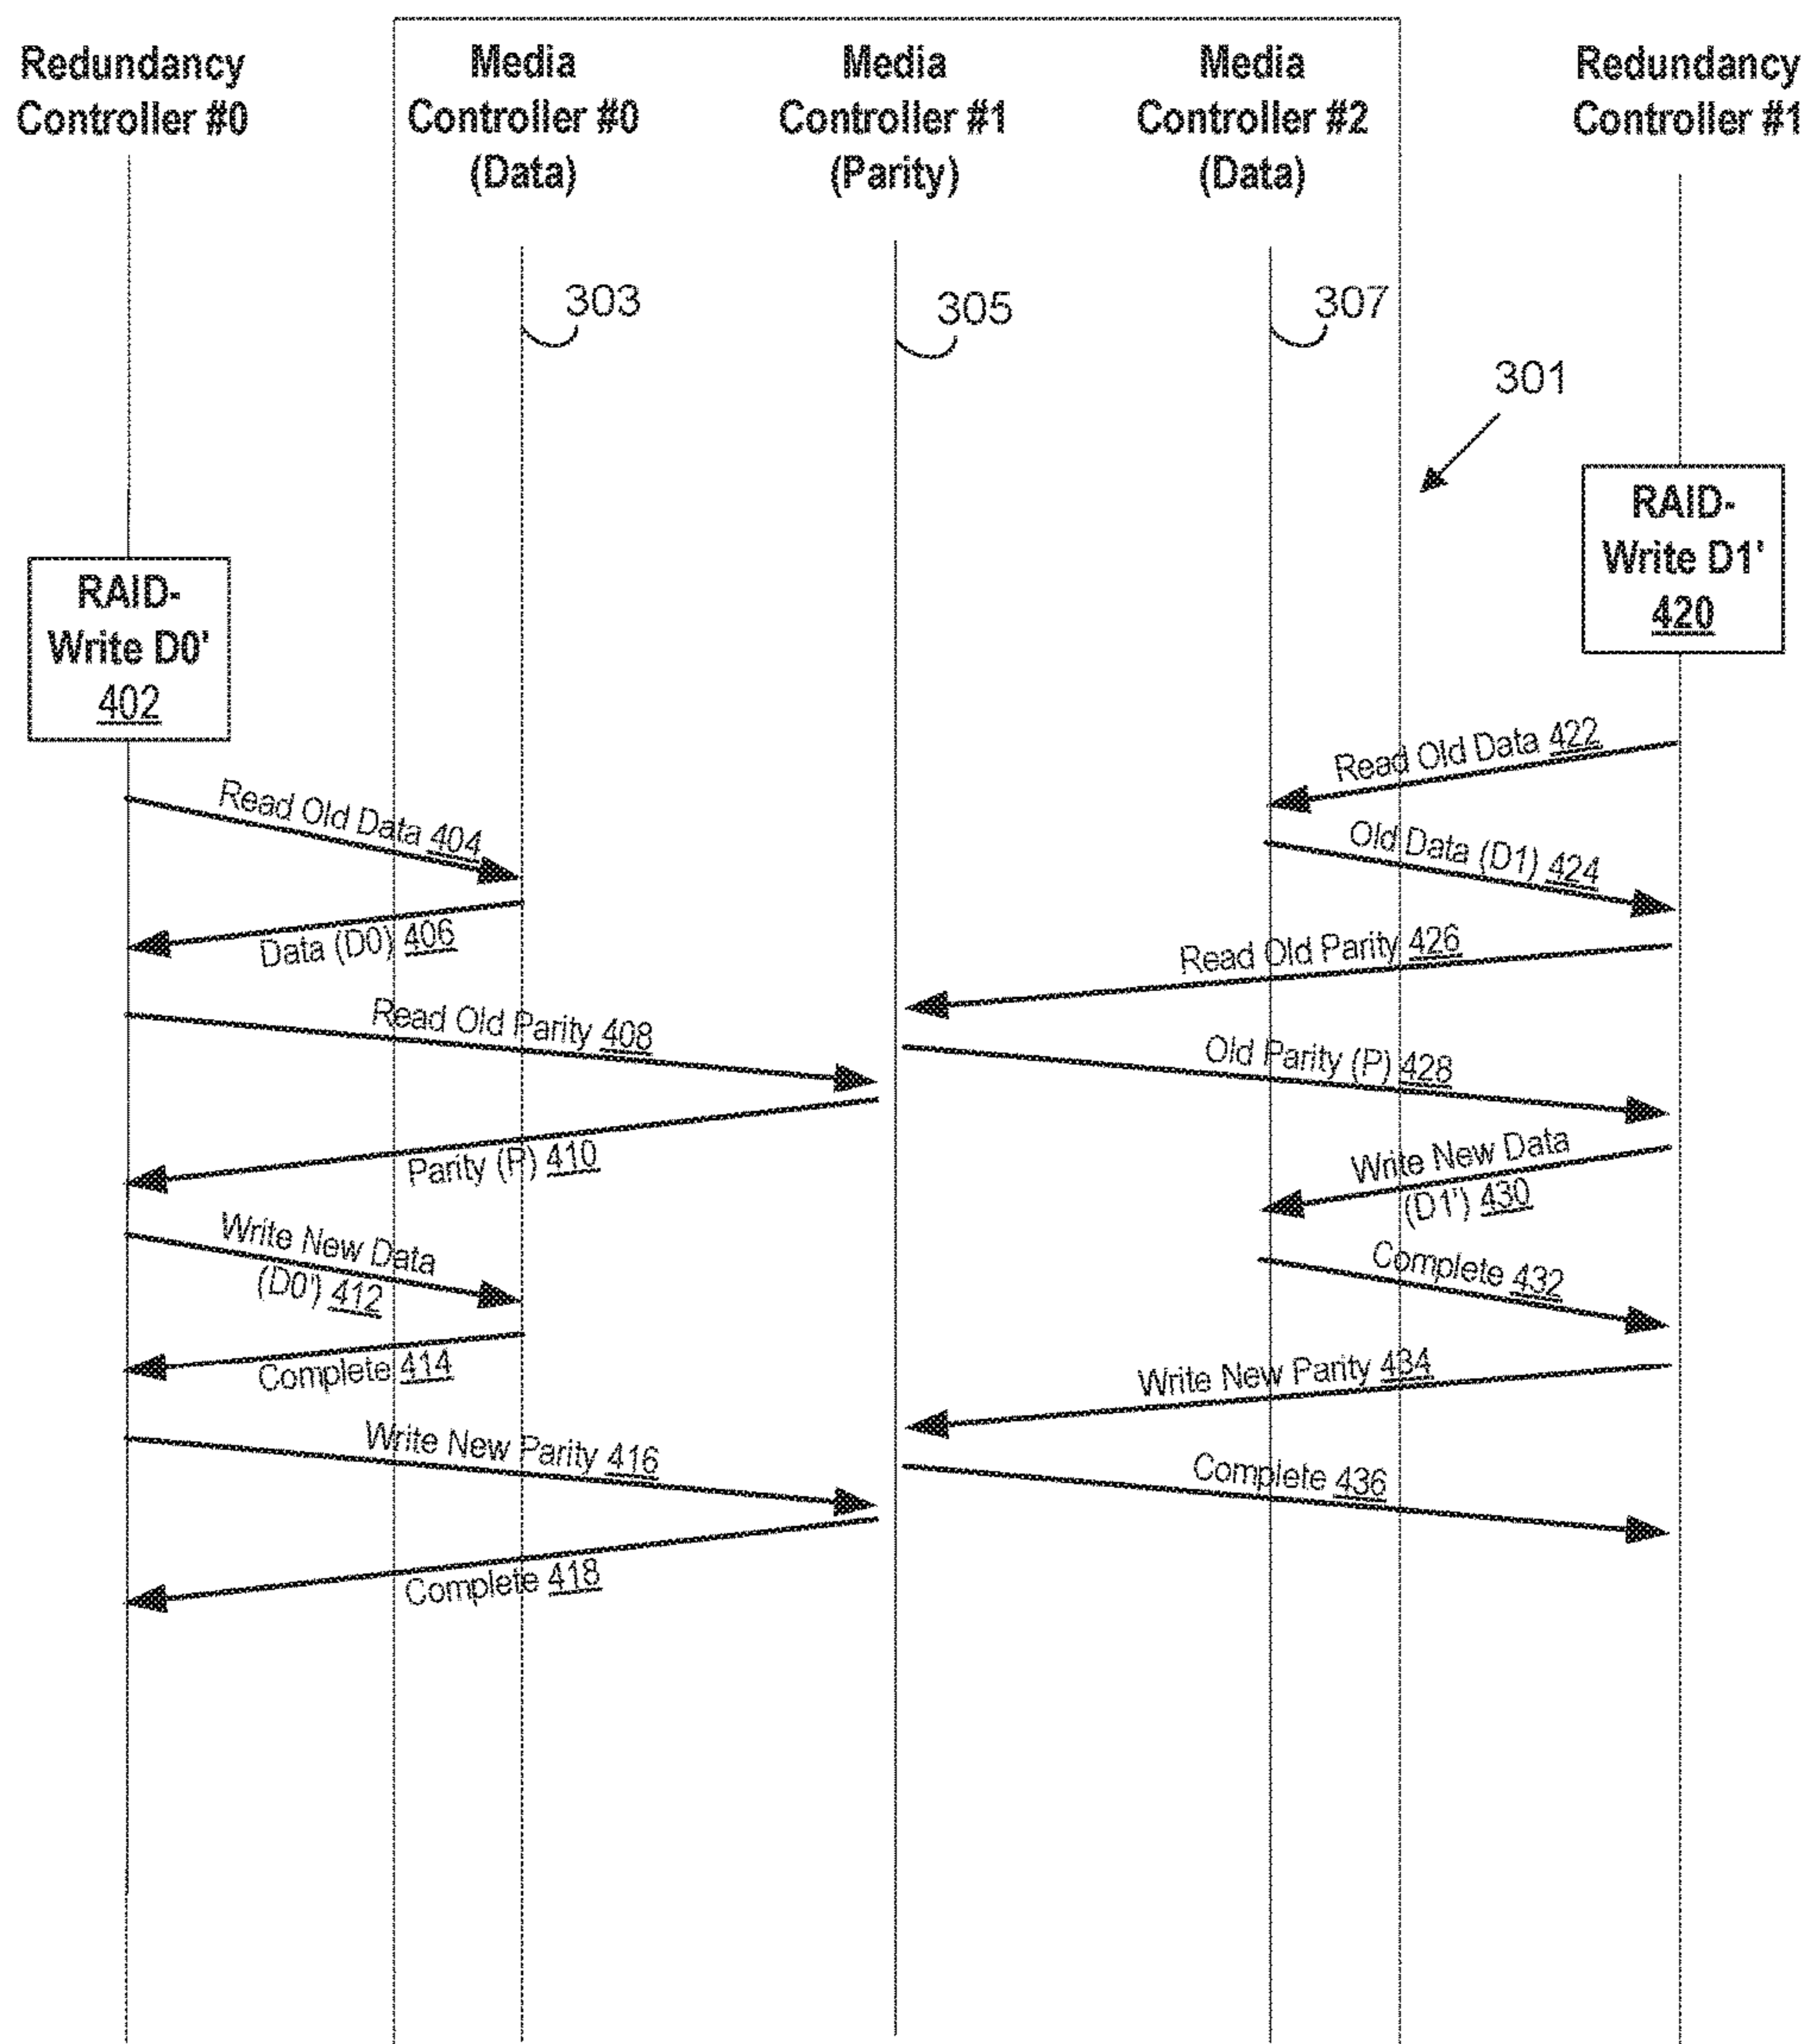 Redundancy
Controller #0
Media
Controller #0
(Data)
Media
Controller #1
(Parity)
Media
Controller #2
(Data)
Redundancy
Controller #1
303
305
307
301
RAID-
Write D1'
420
RAID-
Write D0'
402
Read Old Data 422
Read Old Data 404
Old Data (D1) 424
Data (D0) 406
Read Old Parity 426
Read Old Parity 408
Old Parity (P) 428
Parity (P) 410
Write New Data
(D1') 430
Write New Data
(D0') 412
Complete 432
Complete 414
Write New Parity 434
Write New Parity 416
Complete 436
Complete 418